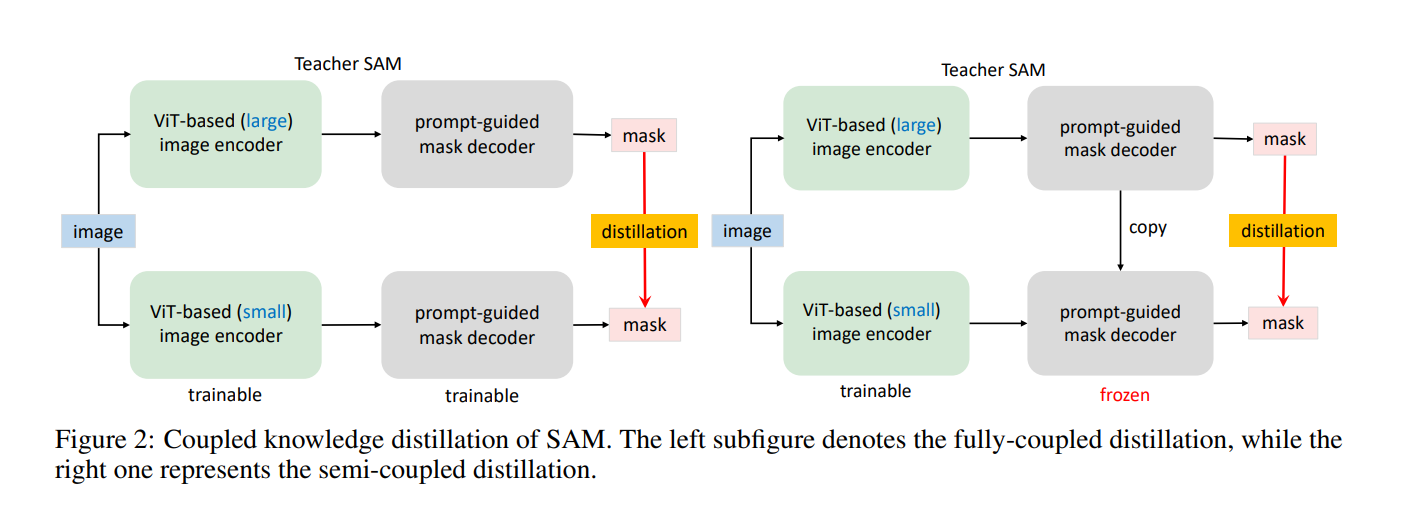 Teacher SAM
ViT-based (large)
image encoder
prompt-guided
mask decoder
mask
image
distillation
ViT-based (small)
image encoder
prompt-guided
mask decoder
mask
trainable
trainable
Teacher SAM
ViT-based (large)
image encoder
prompt-guided
mask decoder
mask
image
copy
distillation
ViT-based (small)
image encoder
prompt-guided
mask decoder
mask
trainable
frozen
Figure 2: Coupled knowledge distillation of SAM. The left subfigure denotes the fully-coupled distillation, while the
right one represents the semi-coupled distillation.